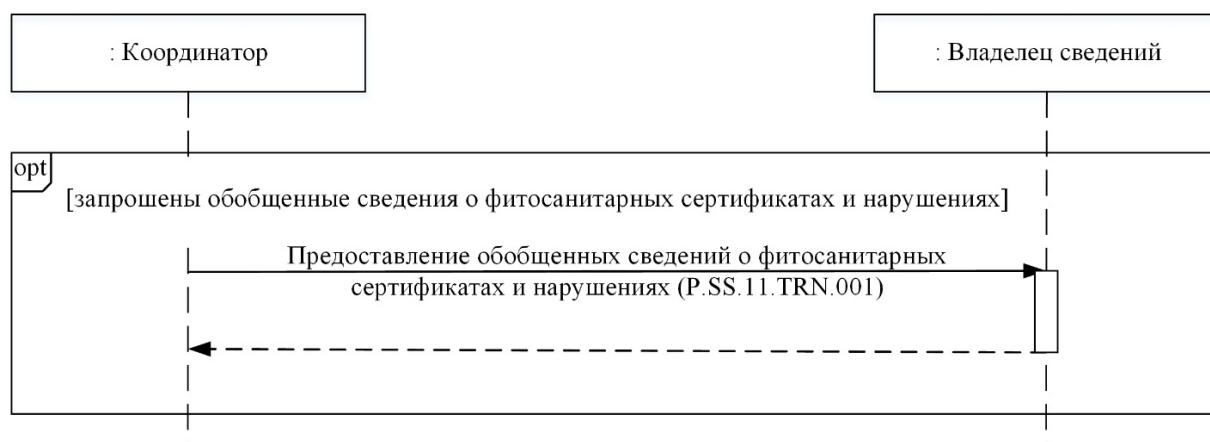 : Координатор
: Владелец сведений
opt
[запрошены обобщенные сведения о фитосанитарных сертификатах и нарушениях]
Предоставление обобщенных сведений о фитосанитарных
сертификатах и нарушениях (P.SS.11.TRN.001)